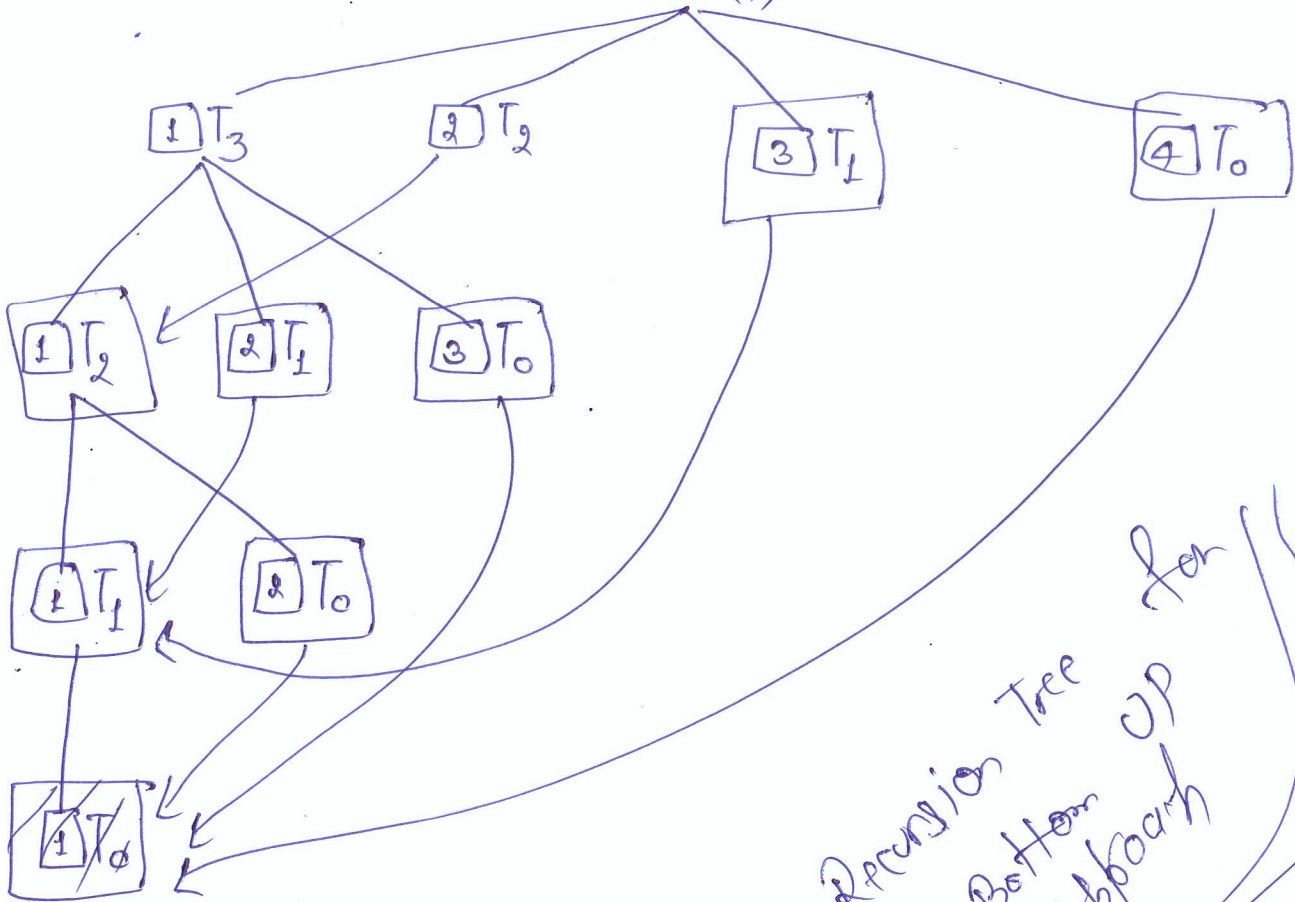 1 T3 2 T2 3 T1 4 T0
1 T2 2 T1 3 T0
1 T1 2 T0
1 T0
Recursion Tree for
Bottom UP